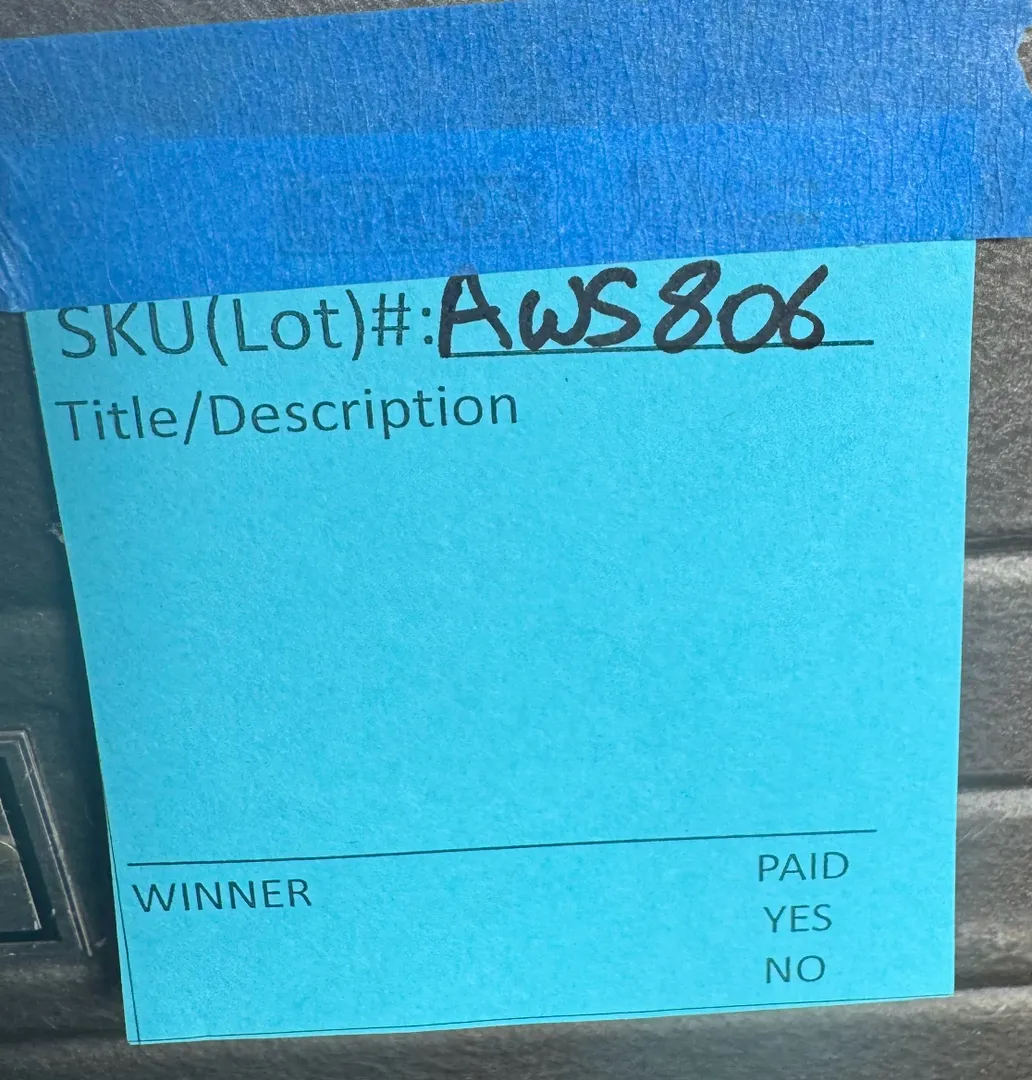 SKU(Lot)#: AWS806
Title/Description
WINNER
PAID
YES
NO